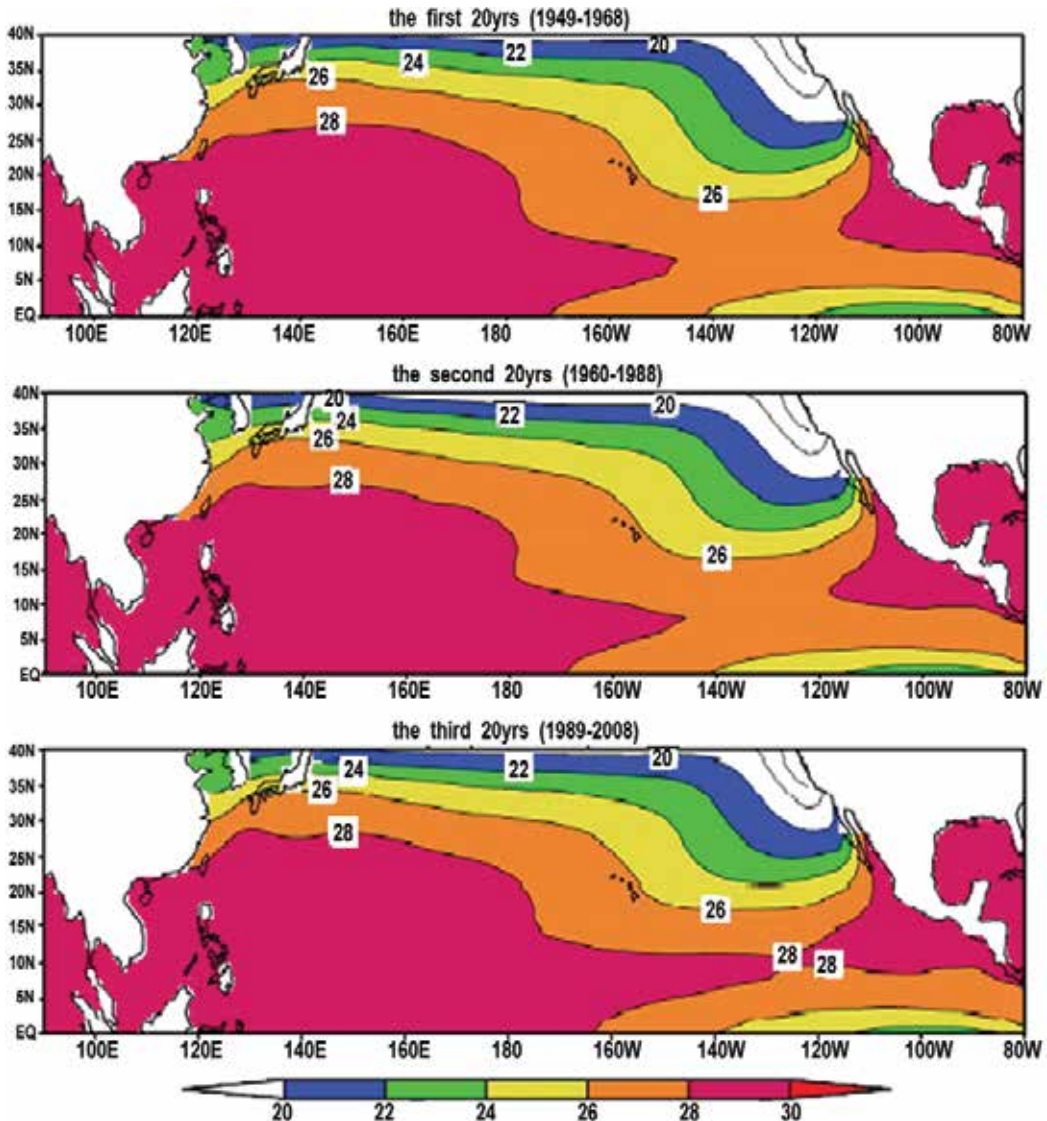 the first 20yrs (1949-1968)
40N
35N
30N
25N
20N
15N
10N
5N
EQ
20
22
24
26
28
26
100E 120E 140E 160E 180 160W 140W 120W 100W 80W
the second 20yrs (1960-1988)
40N
35N
30N
25N
20N
15N
10N
5N
EQ
20
20
22
24
26
28
26
100E 120E 140E 160E 180 160W 140W 120W 100W 80W
the third 20yrs (1989-2008)
40N
35N
30N
25N
20N
15N
10N
5N
EQ
20
22
24
26
28
26
28
28
100E 120E 140E 160E 180 160W 140W 120W 100W 80W
20 22 24 26 28 30